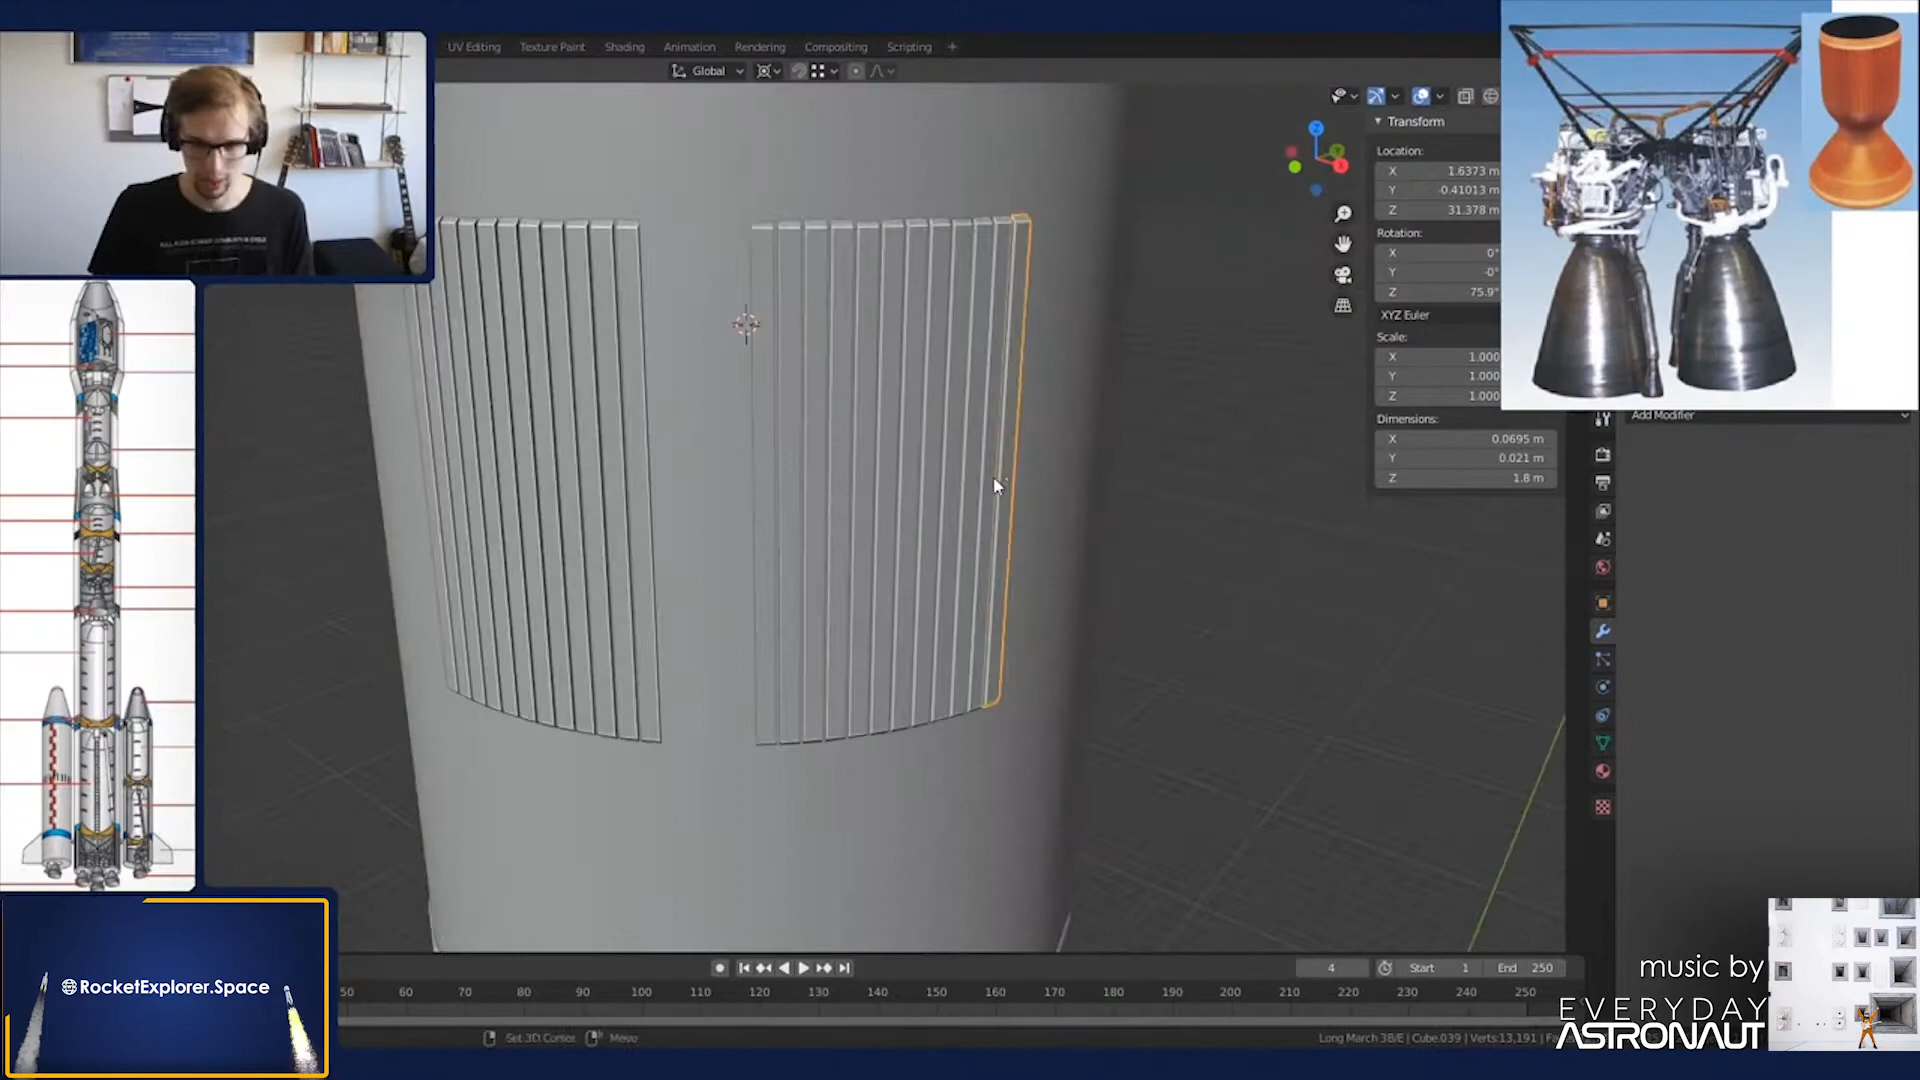 UV Editing Texture Paint Shading Animation Rendering Compositing Scripting +
Global
Transform
Location:
X 1.6373 m
Y -0.41013 m
Z 31.378 m
Rotation:
X 0°
Y -0°
Z 75.9°
XYZ Euler
Scale:
X 1.000
Y 1.000
Z 1.000
Dimensions:
X 0.0695 m
Y 0.021 m
Z 1.8 m
Add Modifier
RocketExplorer.Space
4 Start 1 End 250
50 60 70 80 90 100 110 120 130 140 150 160 170 180 190 200 210 220 230 240 250
Set 3D Cursor Move
Long March 3B/E | Cube.039 | Verts:13,191 | Fa
music by
EVERYDAY
ASTRONAUT